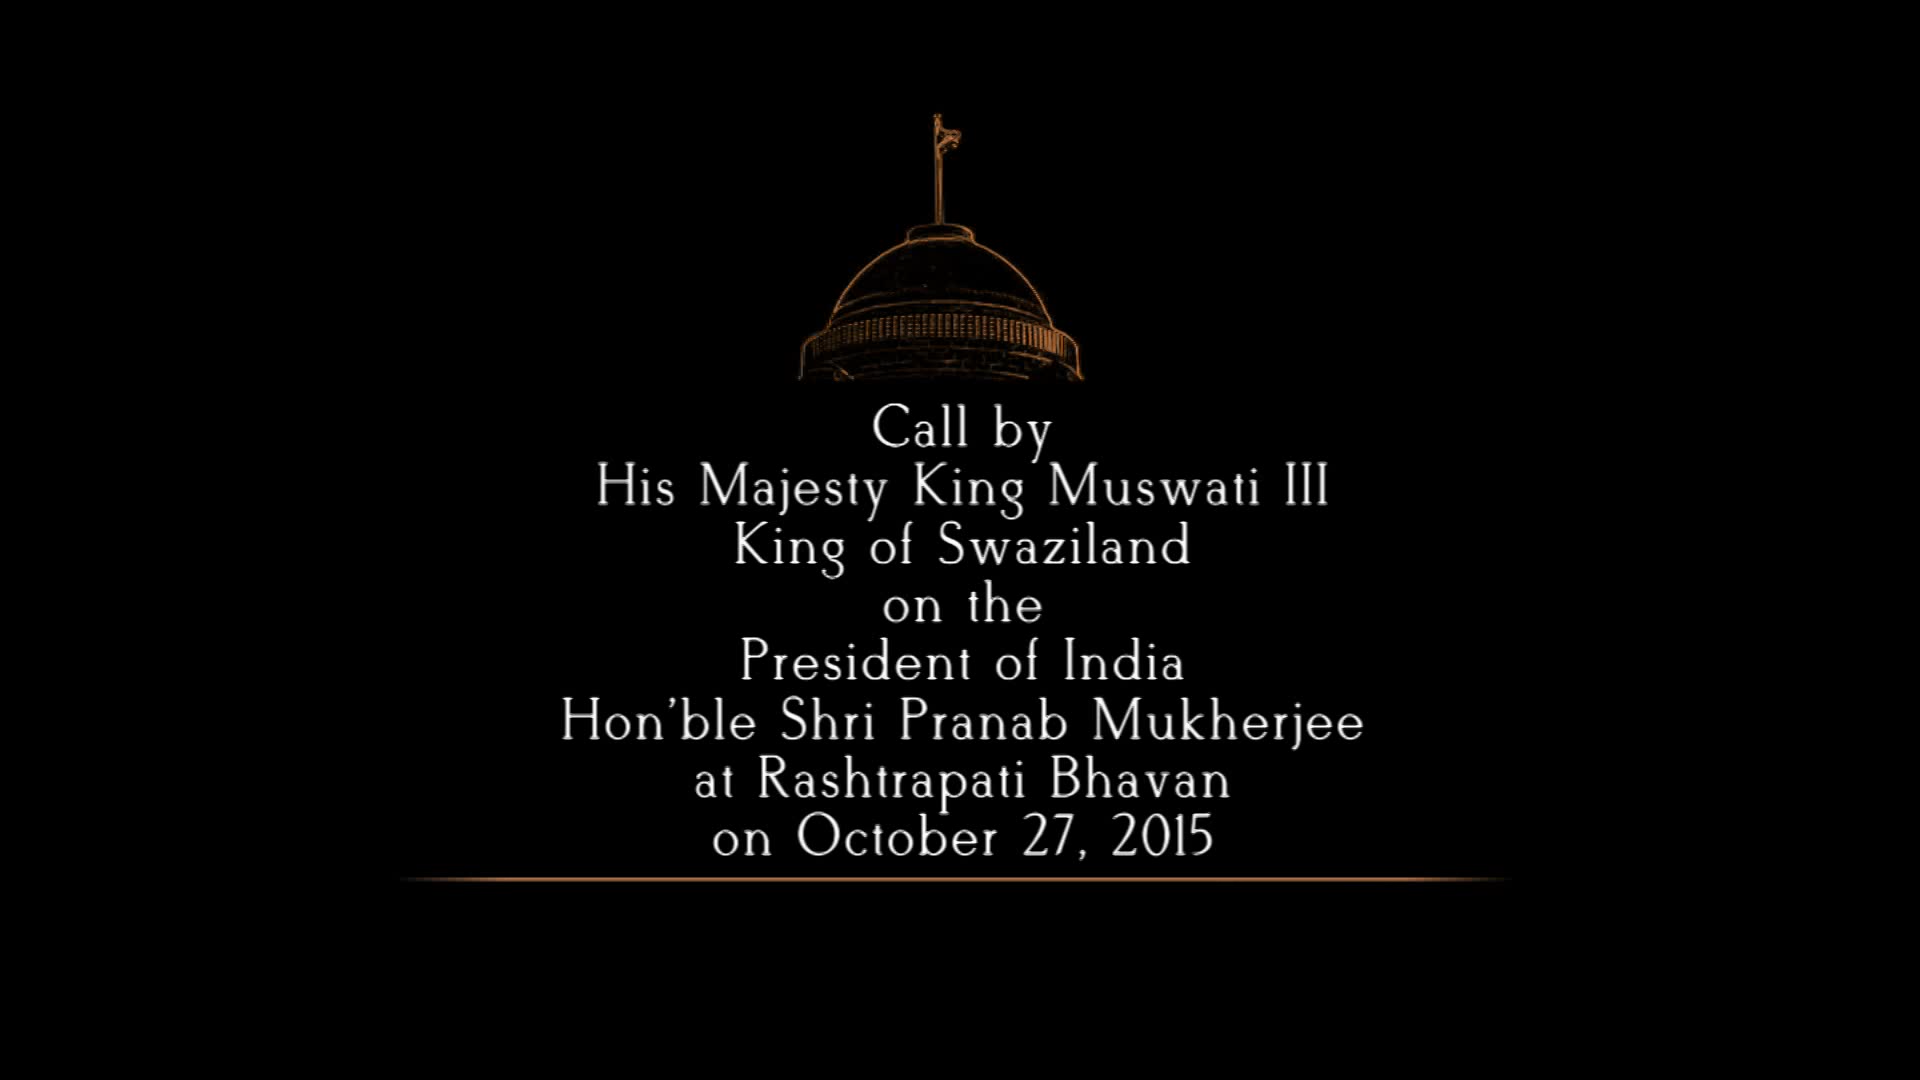 Call by
His Majesty King Muswati III
King of Swaziland
on the
President of India
Hon’ble Shri Pranab Mukherjee
at Rashtrapati Bhavan
on October 27, 2015